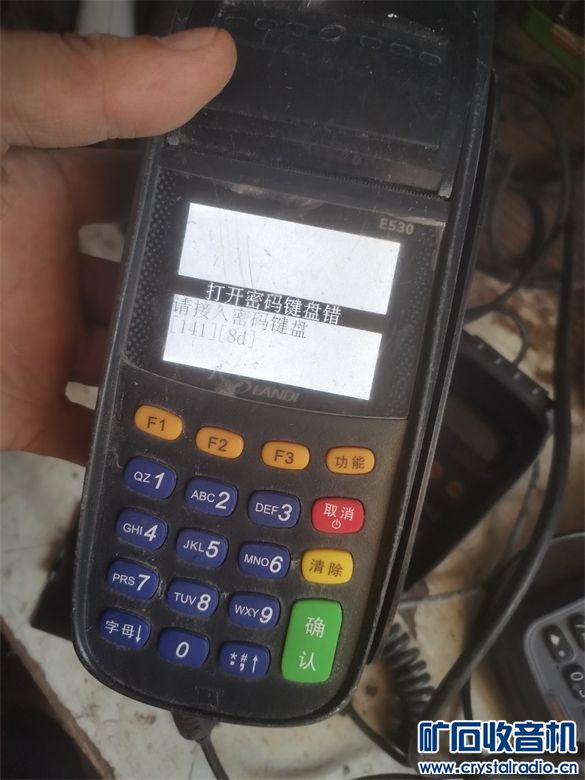 E530
打开密码键盘错
请接入密码键盘
[141][8d]
LANDI
F1 F2 F3 功能
QZ1 ABC2 DEF3 取消
GHI4 JKL5 MNO6 清除
PRS7 TUV8 WXY9 确认
字母↓ 0 *,#↑
矿石收音机
www.crystalradio.cn